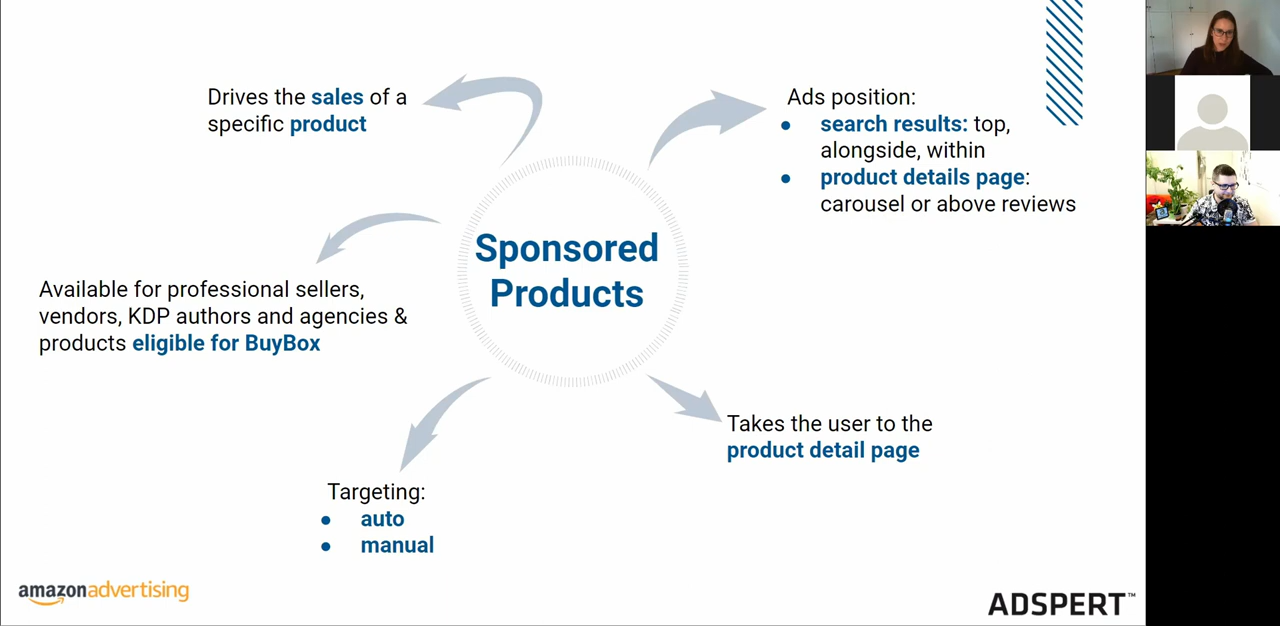 Drives the sales of a
specific product
Ads position:
● search results: top,
alongside, within
● product details page:
carousel or above reviews
Sponsored
Products
Available for professional sellers,
vendors, KDP authors and agencies &
products eligible for BuyBox
Takes the user to the
product detail page
Targeting:
● auto
● manual
amazonadvertising
ADSPERT™